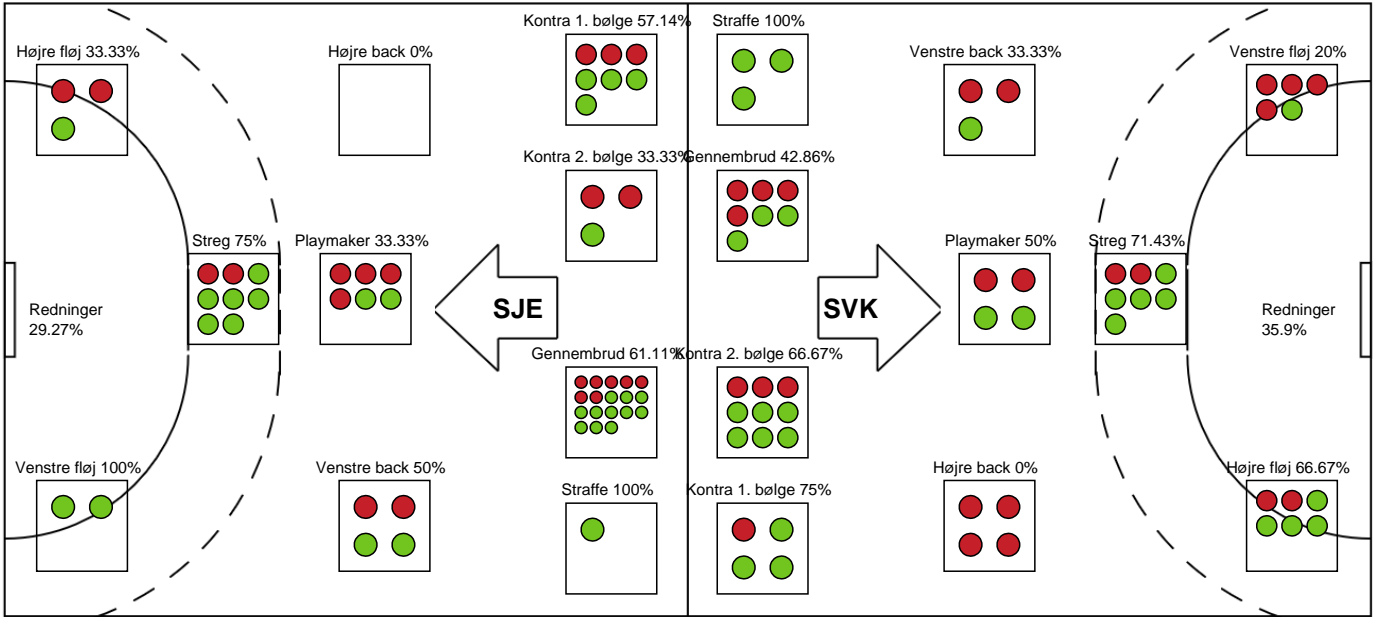 Kontra 1. bølge 57.14%
Straffe 100%
Højre fløj 33.33%
Højre back 0%
Venstre back 33.33%
Venstre fløj 20%
Kontra 2. bølge 33.33%
Gennembrud 42.86%
Streg 75%
Playmaker 33.33%
Playmaker 50%
Streg 71.43%
Redninger
29.27%
SJE
SVK
Redninger
35.9%
Gennembrud 61.11%
Kontra 2. bølge 66.67%
Venstre fløj 100%
Venstre back 50%
Straffe 100%
Kontra 1. bølge 75%
Højre back 0%
Højre fløj 66.67%